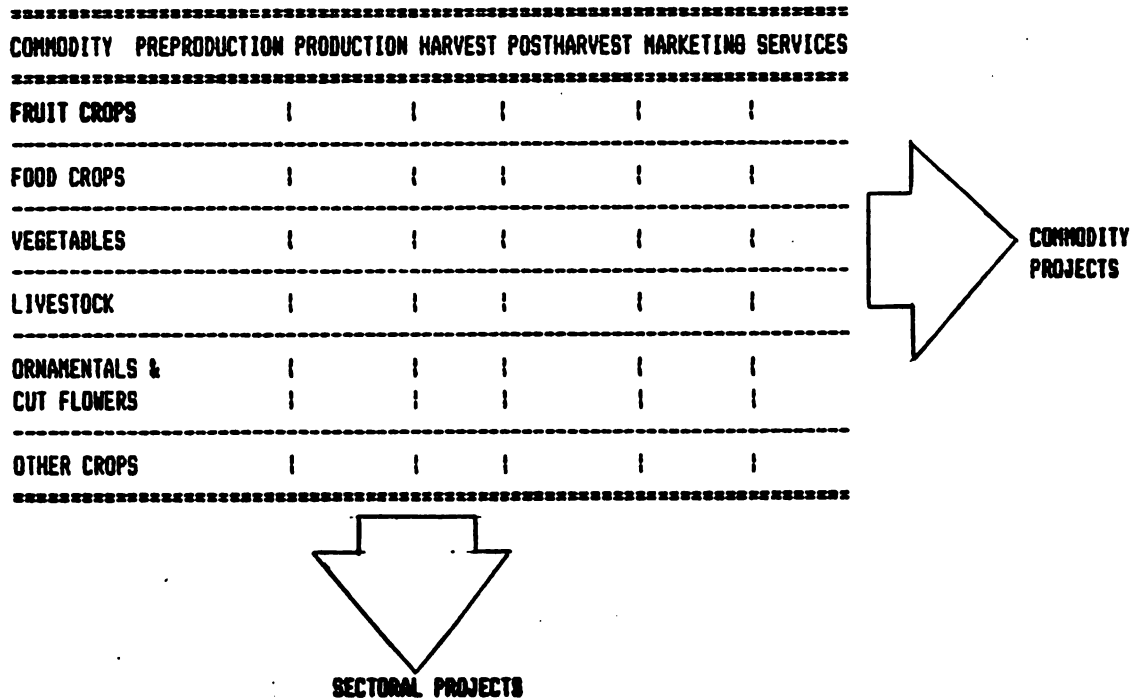 COMMODITY PREPRODUCTION PRODUCTION HARVEST POSTHARVEST MARKETING SERVICES
FRUIT CROPS
FOOD CROPS
VEGETABLES
LIVESTOCK
ORNAMENTALS &
CUT FLOWERS
OTHER CROPS
COMMODITY
PROJECTS
SECTORAL PROJECTS